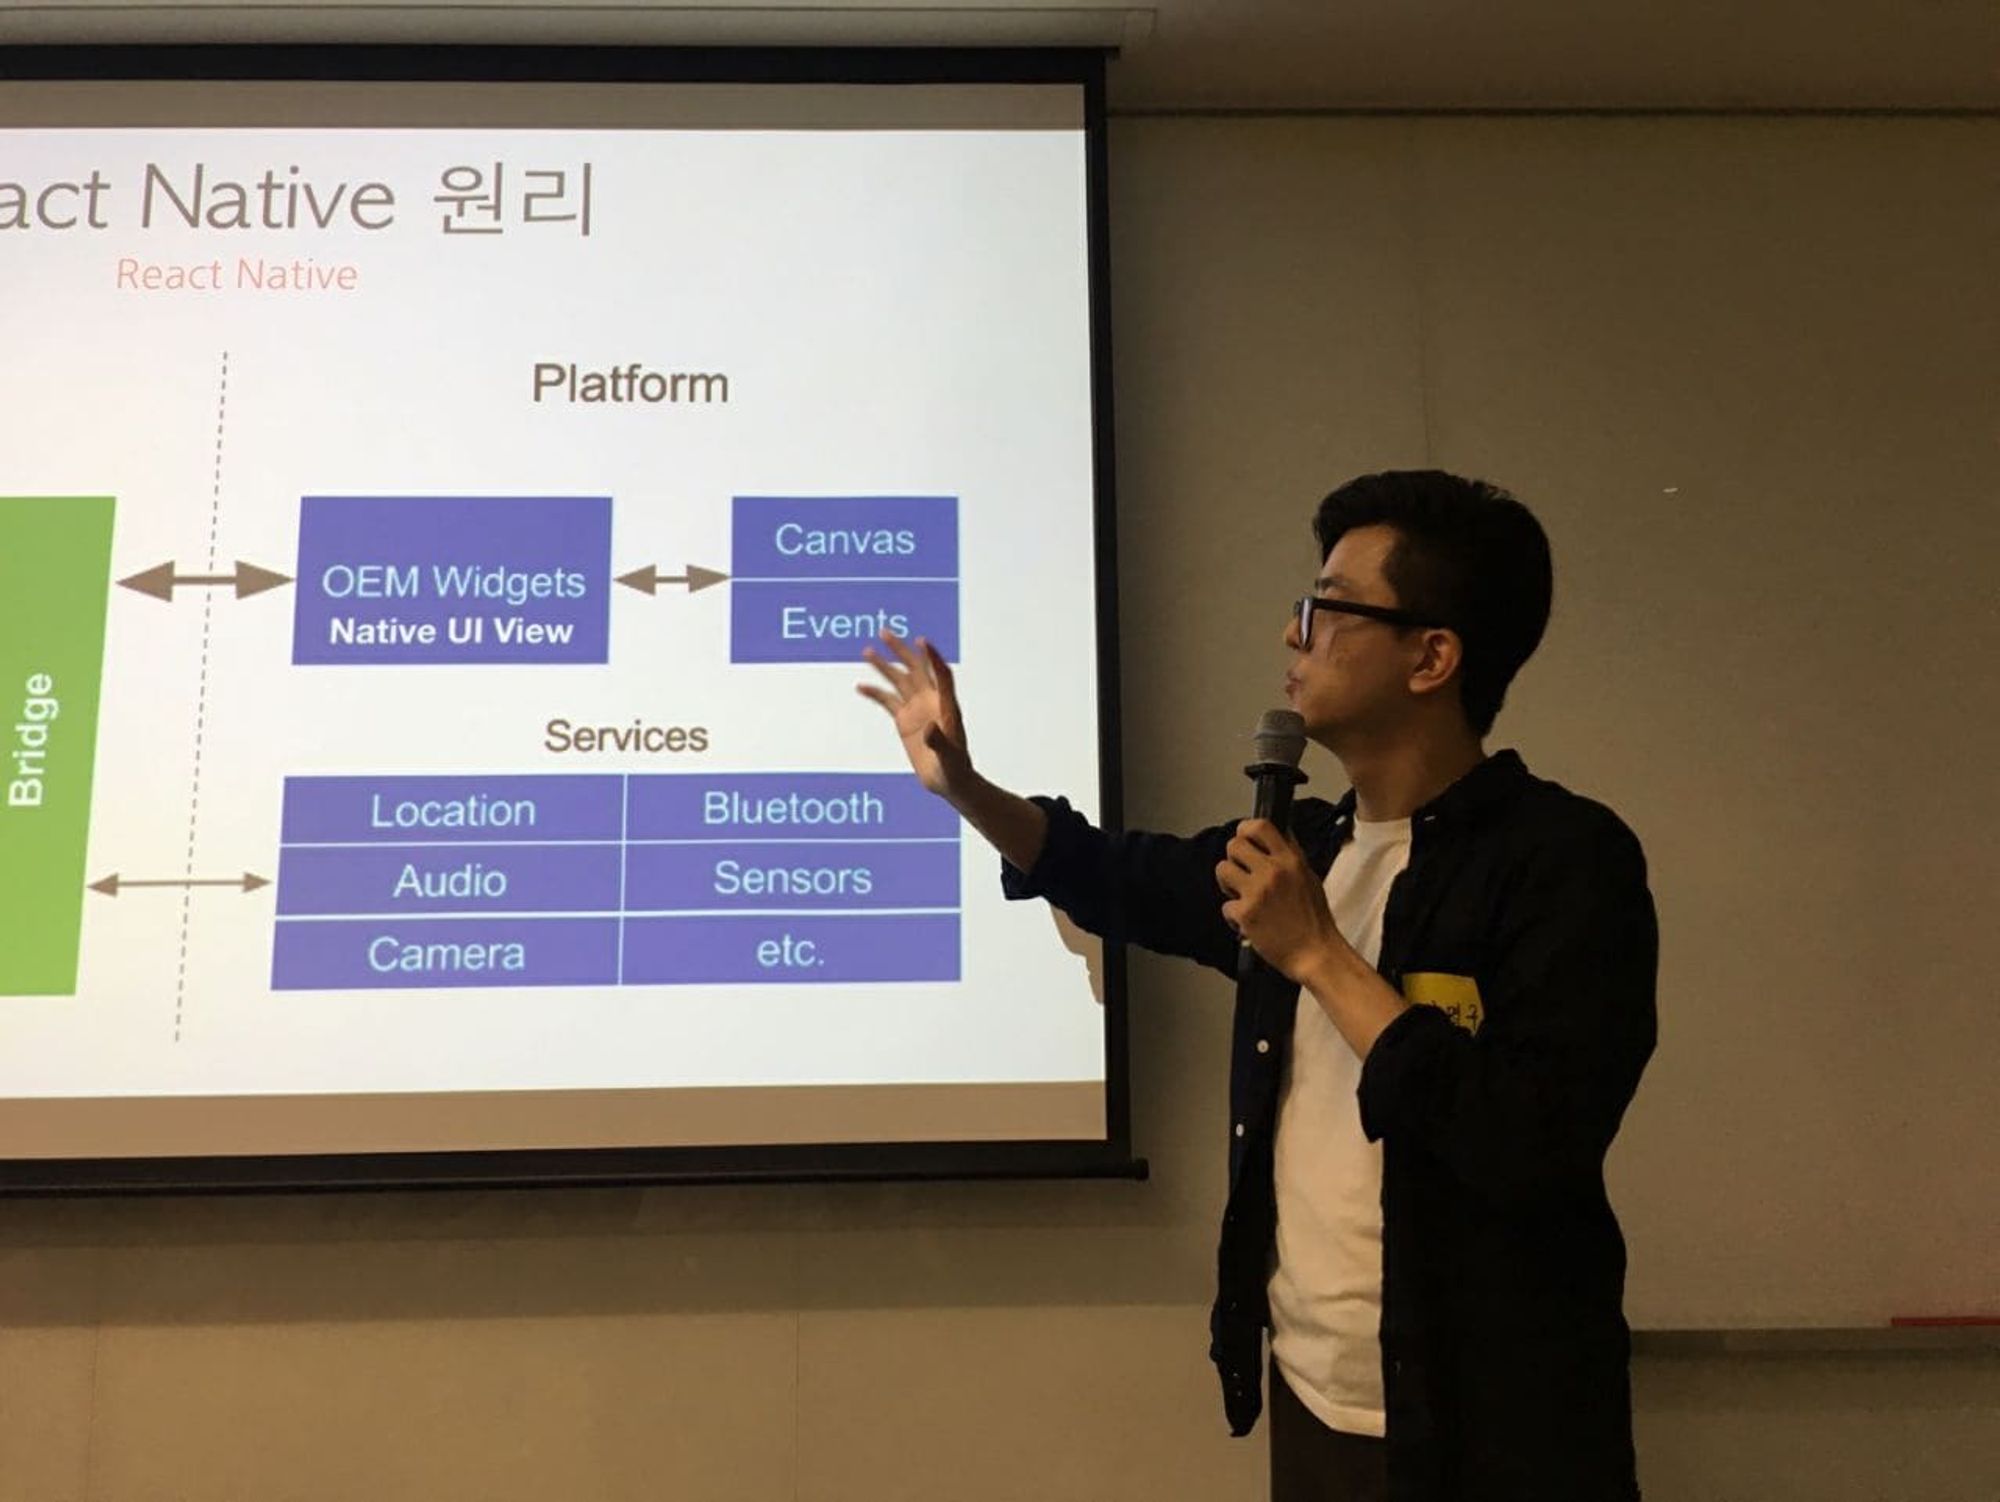 act Native 원리
React Native
Platform
Bridge
OEM Widgets
Native UI View
Canvas
Events
Services
Location
Bluetooth
Audio
Sensors
Camera
etc.